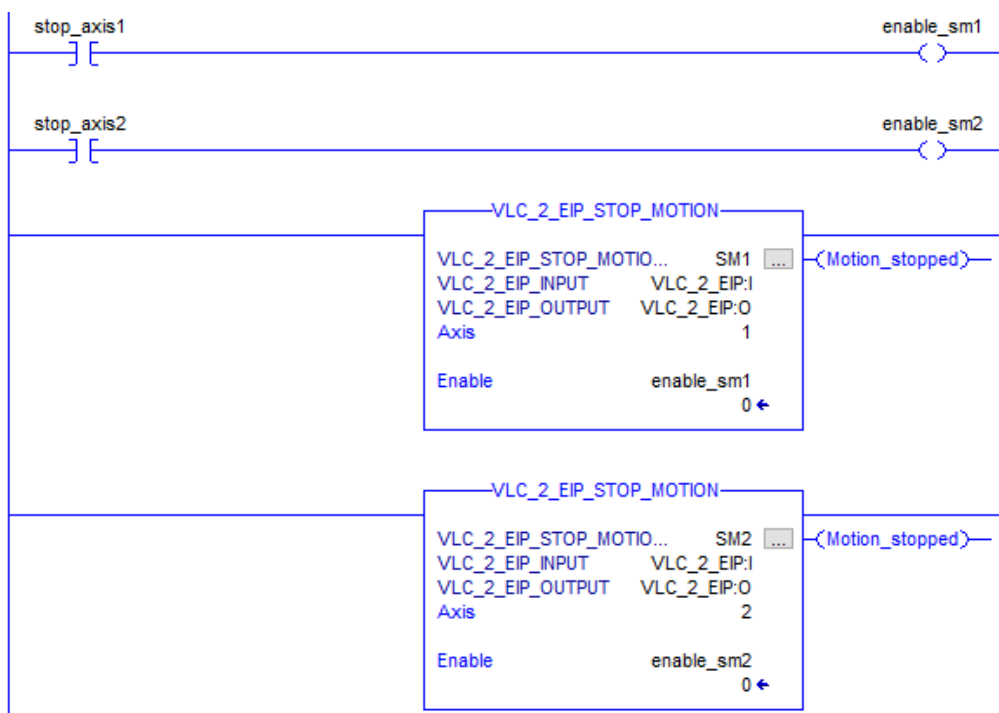 stop_axis1 enable_sm1
stop_axis2 enable_sm2
VLC_2_EIP_STOP_MOTION
VLC_2_EIP_STOP_MOTIO... SM1 ... Motion_stopped
VLC_2_EIP_INPUT VLC_2_EIP:I
VLC_2_EIP_OUTPUT VLC_2_EIP:O
Axis 1
Enable enable_sm1
0
VLC_2_EIP_STOP_MOTION
VLC_2_EIP_STOP_MOTIO... SM2 ... Motion_stopped
VLC_2_EIP_INPUT VLC_2_EIP:I
VLC_2_EIP_OUTPUT VLC_2_EIP:O
Axis 2
Enable enable_sm2
0